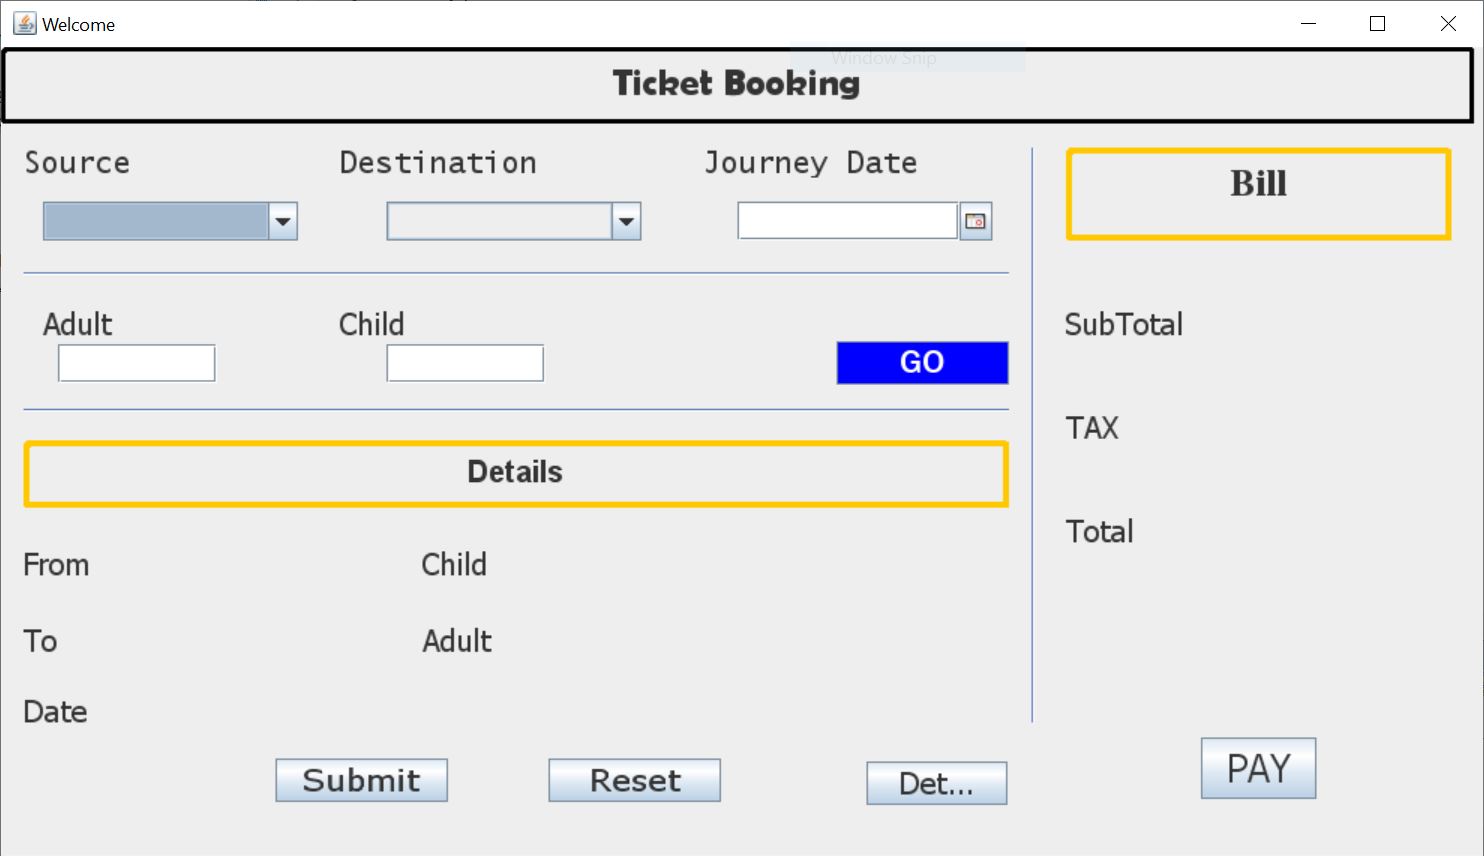 Welcome
Window Snip
Ticket Booking
Source Destination Journey Date
Bill
Adult Child
SubTotal
GO
TAX
Details
Total
From Child
To Adult
Date
Submit Reset Det... PAY